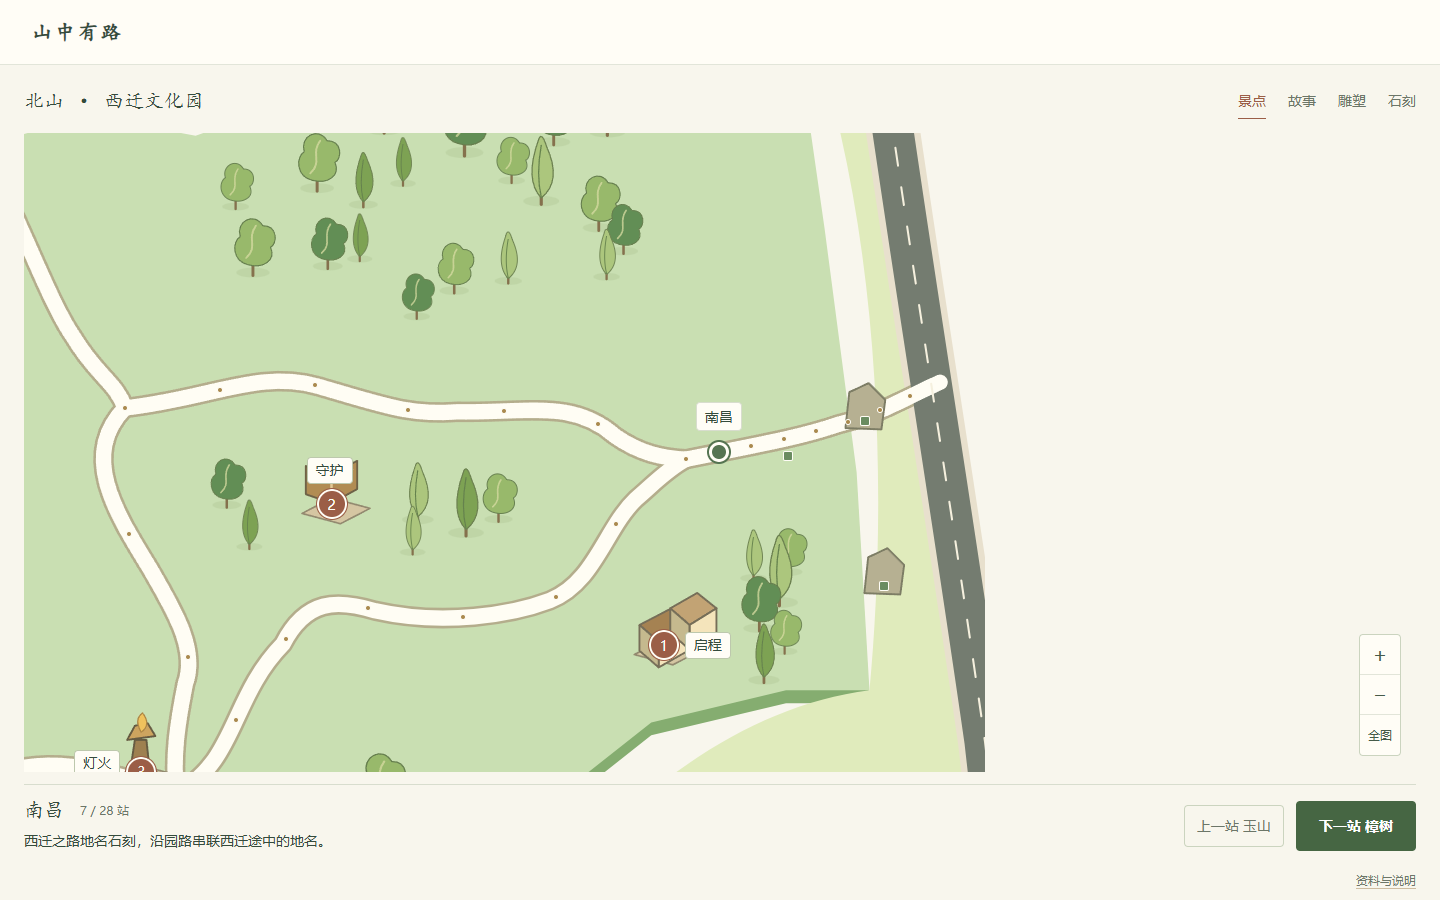 山中有路
北山 • 西迁文化园
景点 故事 雕塑 石刻
南昌
守护
2
1
启程
灯火
3
+
−
全图
南昌 7 / 28 站
西迁之路地名石刻，沿园路串联西迁途中的地名。
上一站 玉山
下一站 樟树
资料与说明